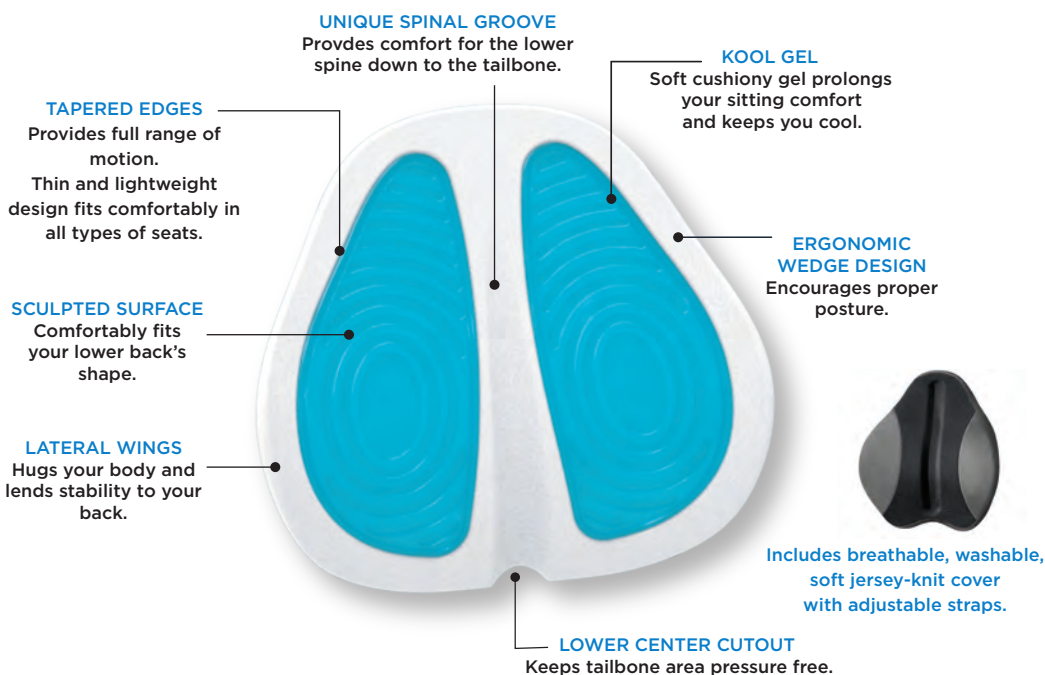 UNIQUE SPINAL GROOVE
Provdes comfort for the lower
spine down to the tailbone.
KOOL GEL
Soft cushiony gel prolongs
your sitting comfort
and keeps you cool.
TAPERED EDGES
Provides full range of
motion.
Thin and lightweight
design fits comfortably in
all types of seats.
ERGONOMIC
WEDGE DESIGN
Encourages proper
posture.
SCULPTED SURFACE
Comfortably fits
your lower back's
shape.
LATERAL WINGS
Hugs your body and
lends stability to your
back.
Includes breathable, washable,
soft jersey-knit cover
with adjustable straps.
LOWER CENTER CUTOUT
Keeps tailbone area pressure free.